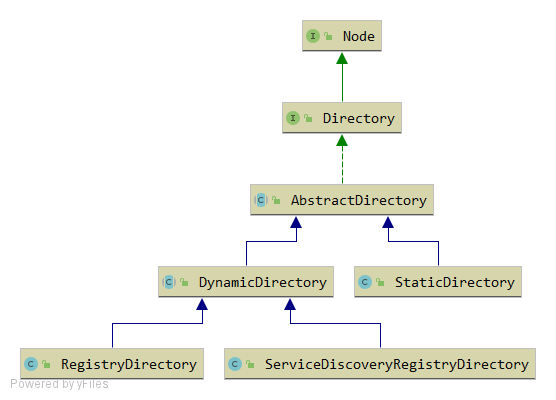 I Node
I Directory
C AbstractDirectory
C DynamicDirectory
C StaticDirectory
C RegistryDirectory
C ServiceDiscoveryRegistryDirectory
Powered by yFiles